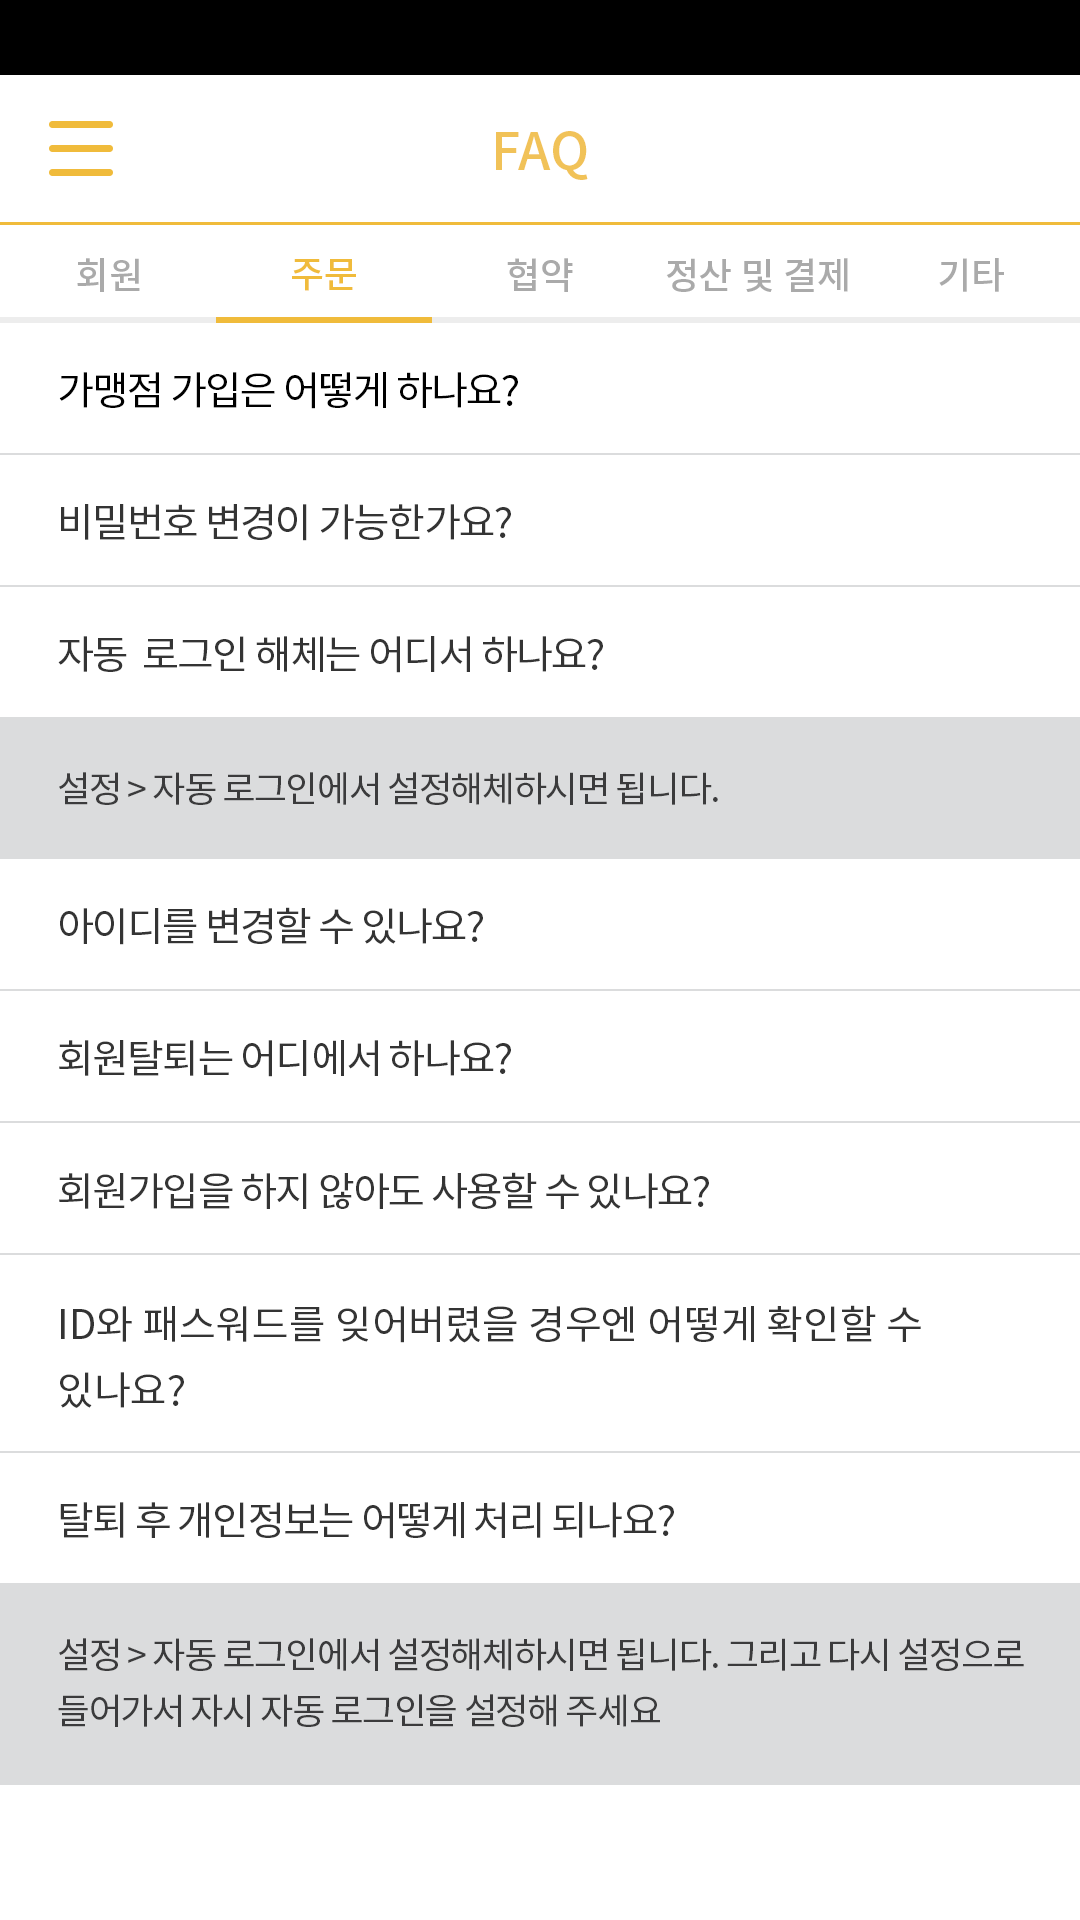 FAQ
회원 주문 협약 정산 및 결제 기타
가맹점 가입은 어떻게 하나요?
비밀번호 변경이 가능한가요?
자동 로그인 해체는 어디서 하나요?
설정 > 자동 로그인에서 설정해체하시면 됩니다.
아이디를 변경할 수 있나요?
회원탈퇴는 어디에서 하나요?
회원가입을 하지 않아도 사용할 수 있나요?
ID와 패스워드를 잊어버렸을 경우엔 어떻게 확인할 수
있나요?
탈퇴 후 개인정보는 어떻게 처리 되나요?
설정 > 자동 로그인에서 설정해체하시면 됩니다. 그리고 다시 설정으로
들어가서 자시 자동 로그인을 설정해 주세요